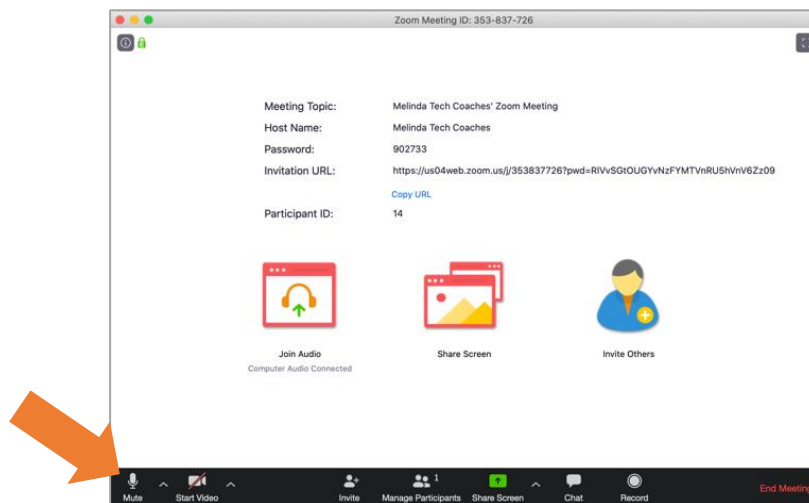 Zoom Meeting ID: 353-837-726
Meeting Topic: Melinda Tech Coaches' Zoom Meeting
Host Name: Melinda Tech Coaches
Password: 902733
Invitation URL: https://us04web.zoom.us/j/353837726?pwd=RlVvSGtOUGYvNzFYMTVnRU5hVnV6Zz09
Copy URL
Participant ID: 14
Join Audio Share Screen Invite Others
Computer Audio Connected
1
Mute Start Video Invite Manage Participants Share Screen Chat Record End Meeting